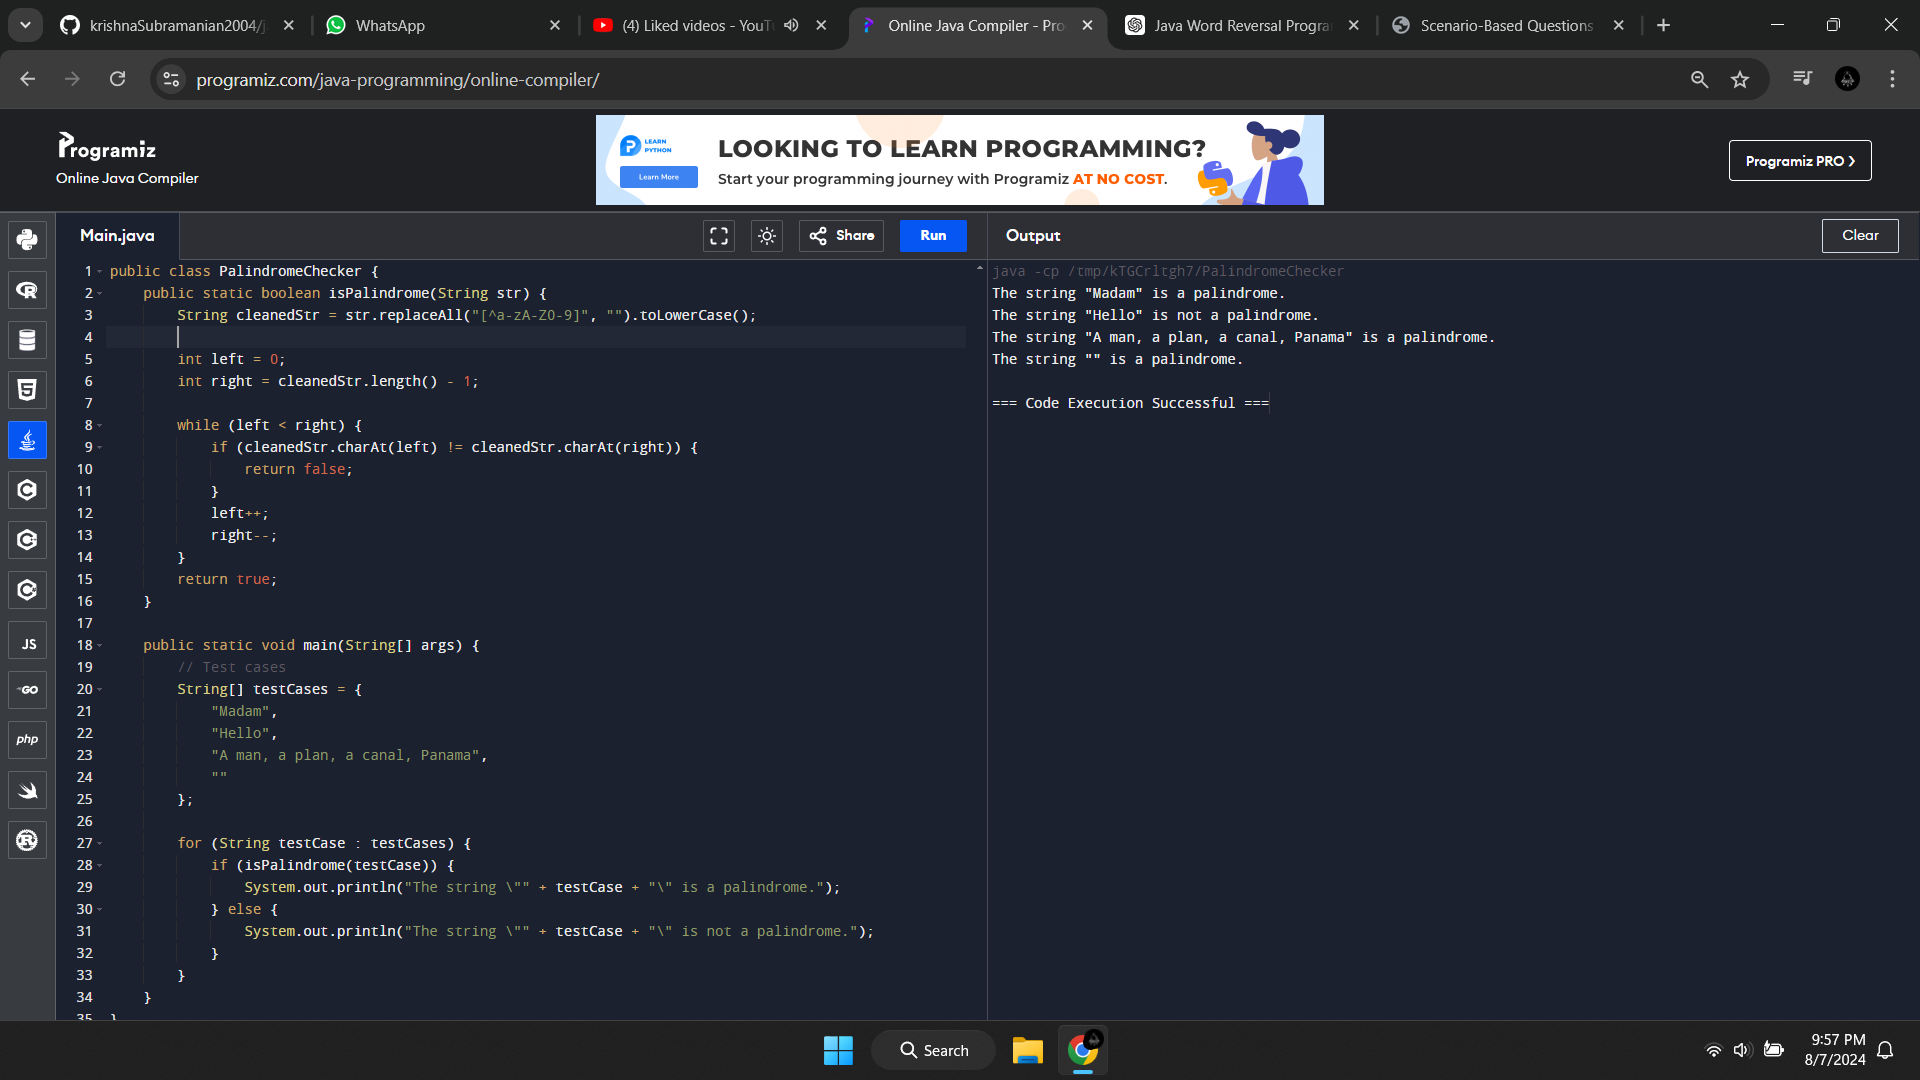 krishnaSubramanian2004/j
WhatsApp
(4) Liked videos - YouTu
Online Java Compiler - Pro
Java Word Reversal Progra
Scenario-Based Questions
programiz.com/java-programming/online-compiler/
Programiz
Online Java Compiler
LEARN
PYTHON
Learn More
LOOKING TO LEARN PROGRAMMING?
Start your programming journey with Programiz AT NO COST.
Programiz PRO ›
Main.java
Share
Run
Output
Clear
1 public class PalindromeChecker {
2     public static boolean isPalindrome(String str) {
3         String cleanedStr = str.replaceAll("[^a-zA-Z0-9]", "").toLowerCase();
4
5         int left = 0;
6         int right = cleanedStr.length() - 1;
7
8         while (left < right) {
9             if (cleanedStr.charAt(left) != cleanedStr.charAt(right)) {
10                 return false;
11             }
12             left++;
13             right--;
14         }
15         return true;
16     }
17
18     public static void main(String[] args) {
19         // Test cases
20         String[] testCases = {
21             "Madam",
22             "Hello",
23             "A man, a plan, a canal, Panama",
24             ""
25         };
26
27         for (String testCase : testCases) {
28             if (isPalindrome(testCase)) {
29                 System.out.println("The string \"" + testCase + "\" is a palindrome.");
30             } else {
31                 System.out.println("The string \"" + testCase + "\" is not a palindrome.");
32             }
33         }
34     }
35 }
java -cp /tmp/kTGCrltgh7/PalindromeChecker
The string "Madam" is a palindrome.
The string "Hello" is not a palindrome.
The string "A man, a plan, a canal, Panama" is a palindrome.
The string "" is a palindrome.
=== Code Execution Successful ===
JS
GO
php
Search
9:57 PM
8/7/2024